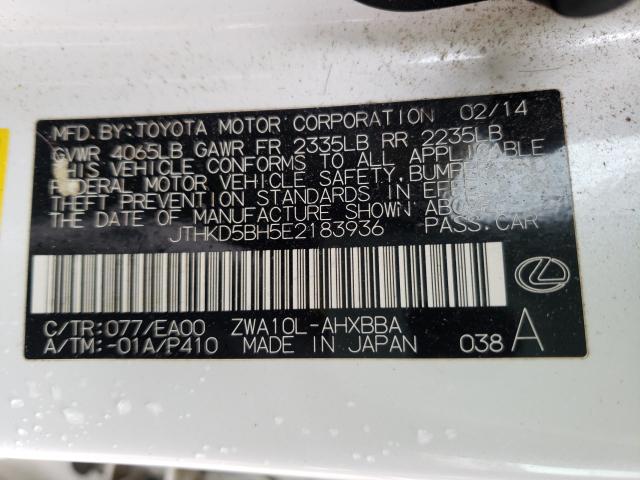 MFD. BY: TOYOTA MOTOR CORPORATION 02/14
GVWR 4065LB GAWR FR 2335LB RR 2235LB
THIS VEHICLE CONFORMS TO ALL APPLICABLE
FEDERAL MOTOR VEHICLE SAFETY, BUMPER
THEFT PREVENTION STANDARDS IN EFFECT
THE DATE OF MANUFACTURE SHOWN ABOVE.
JTHKD5BH5E2183936 PASS. CAR
C/TR: 077/EA00 ZWA10L-AHXBBA
A/TM: -01A/P410 MADE IN JAPAN 038 A